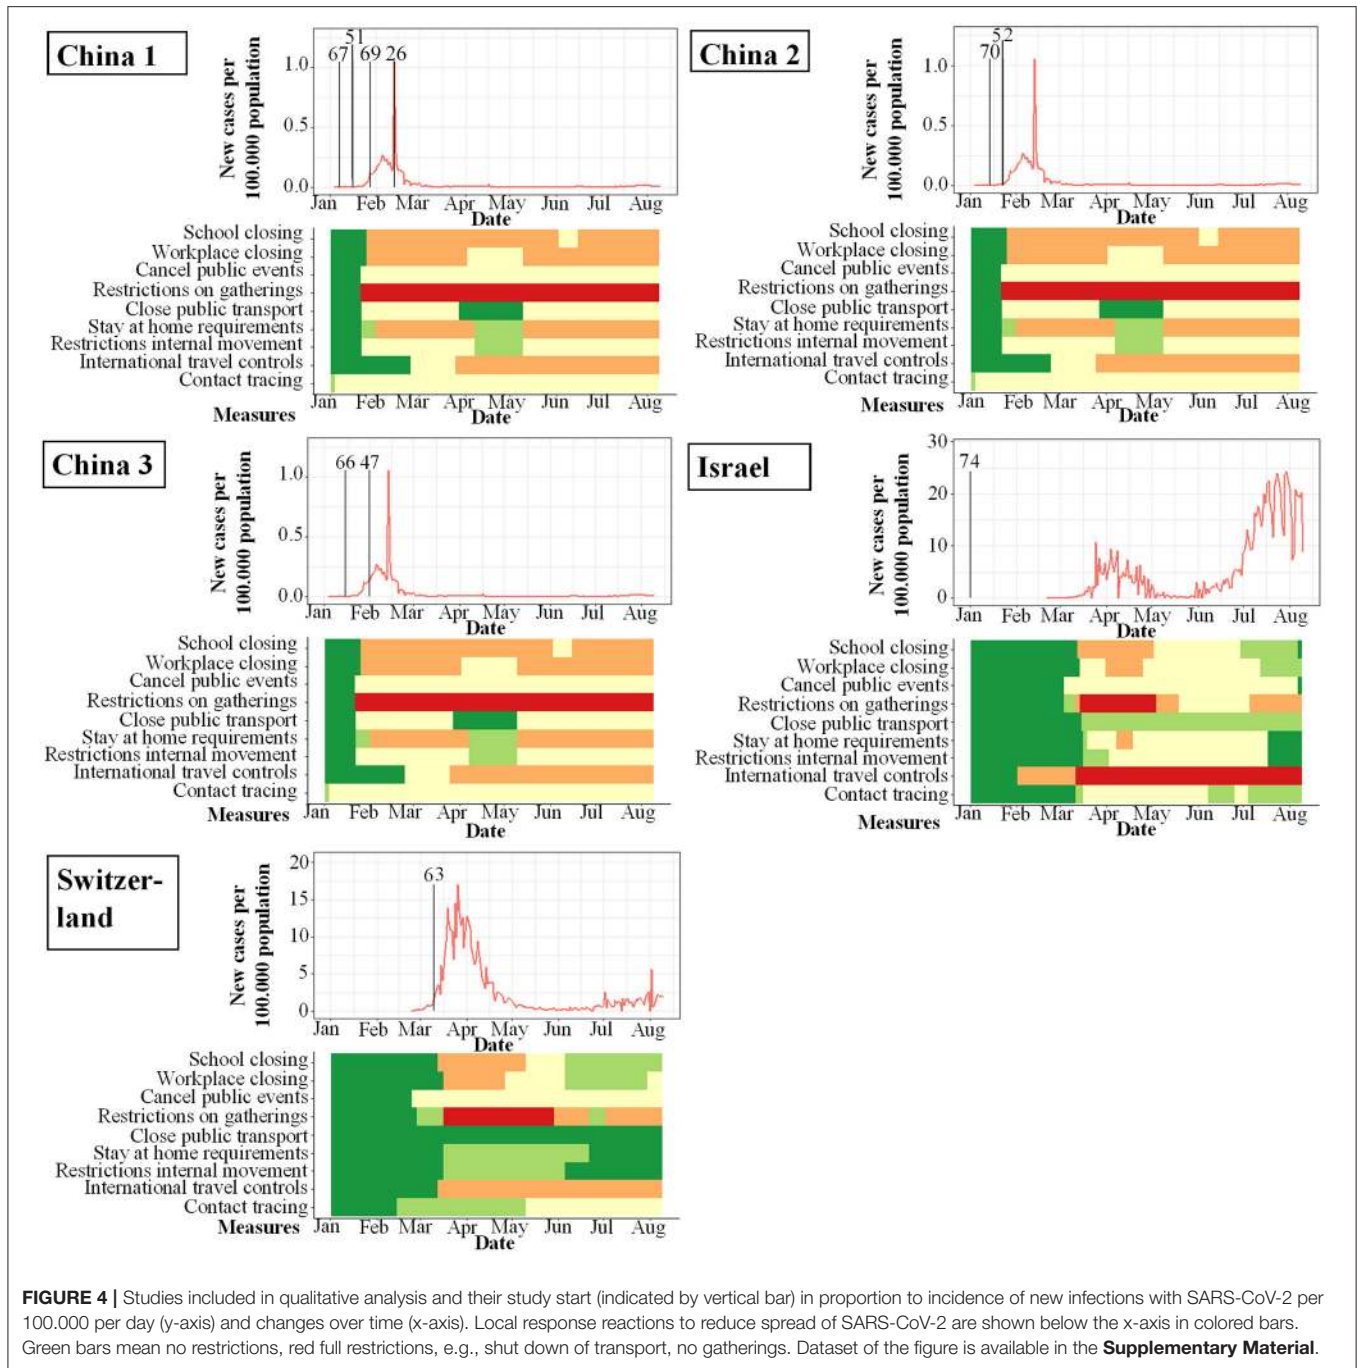 China 1
New cases per
100.000 population
1.0
0.5
0.0
67
51
69
26
Jan Feb Mar Apr May Jun Jul Aug
Date
School closing
Workplace closing
Cancel public events
Restrictions on gatherings
Close public transport
Stay at home requirements
Restrictions internal movement
International travel controls
Contact tracing
Measures
Jan Feb Mar Apr May Jun Jul Aug
Date
China 2
New cases per
100.000 population
1.0
0.5
0.0
70
52
Jan Feb Mar Apr May Jun Jul Aug
Date
School closing
Workplace closing
Cancel public events
Restrictions on gatherings
Close public transport
Stay at home requirements
Restrictions internal movement
International travel controls
Contact tracing
Measures
Jan Feb Mar Apr May Jun Jul Aug
Date
China 3
New cases per
100.000 population
1.0
0.5
0.0
66
47
Jan Feb Mar Apr May Jun Jul Aug
Date
School closing
Workplace closing
Cancel public events
Restrictions on gatherings
Close public transport
Stay at home requirements
Restrictions internal movement
International travel controls
Contact tracing
Measures
Jan Feb Mar Apr May Jun Jul Aug
Date
Israel
New cases per
100.000 population
30
20
10
0
74
Jan Feb Mar Apr May Jun Jul Aug
Date
School closing
Workplace closing
Cancel public events
Restrictions on gatherings
Close public transport
Stay at home requirements
Restrictions internal movement
International travel controls
Contact tracing
Measures
Jan Feb Mar Apr May Jun Jul Aug
Date
Switzer-
land
New cases per
100.000 population
20
15
10
5
0
63
Jan Feb Mar Apr May Jun Jul Aug
Date
School closing
Workplace closing
Cancel public events
Restrictions on gatherings
Close public transport
Stay at home requirements
Restrictions internal movement
International travel controls
Contact tracing
Measures
Jan Feb Mar Apr May Jun Jul Aug
Date
FIGURE 4 | Studies included in qualitative analysis and their study start (indicated by vertical bar) in proportion to incidence of new infections with SARS-CoV-2 per
100.000 per day (y-axis) and changes over time (x-axis). Local response reactions to reduce spread of SARS-CoV-2 are shown below the x-axis in colored bars.
Green bars mean no restrictions, red full restrictions, e.g., shut down of transport, no gatherings. Dataset of the figure is available in the Supplementary Material.